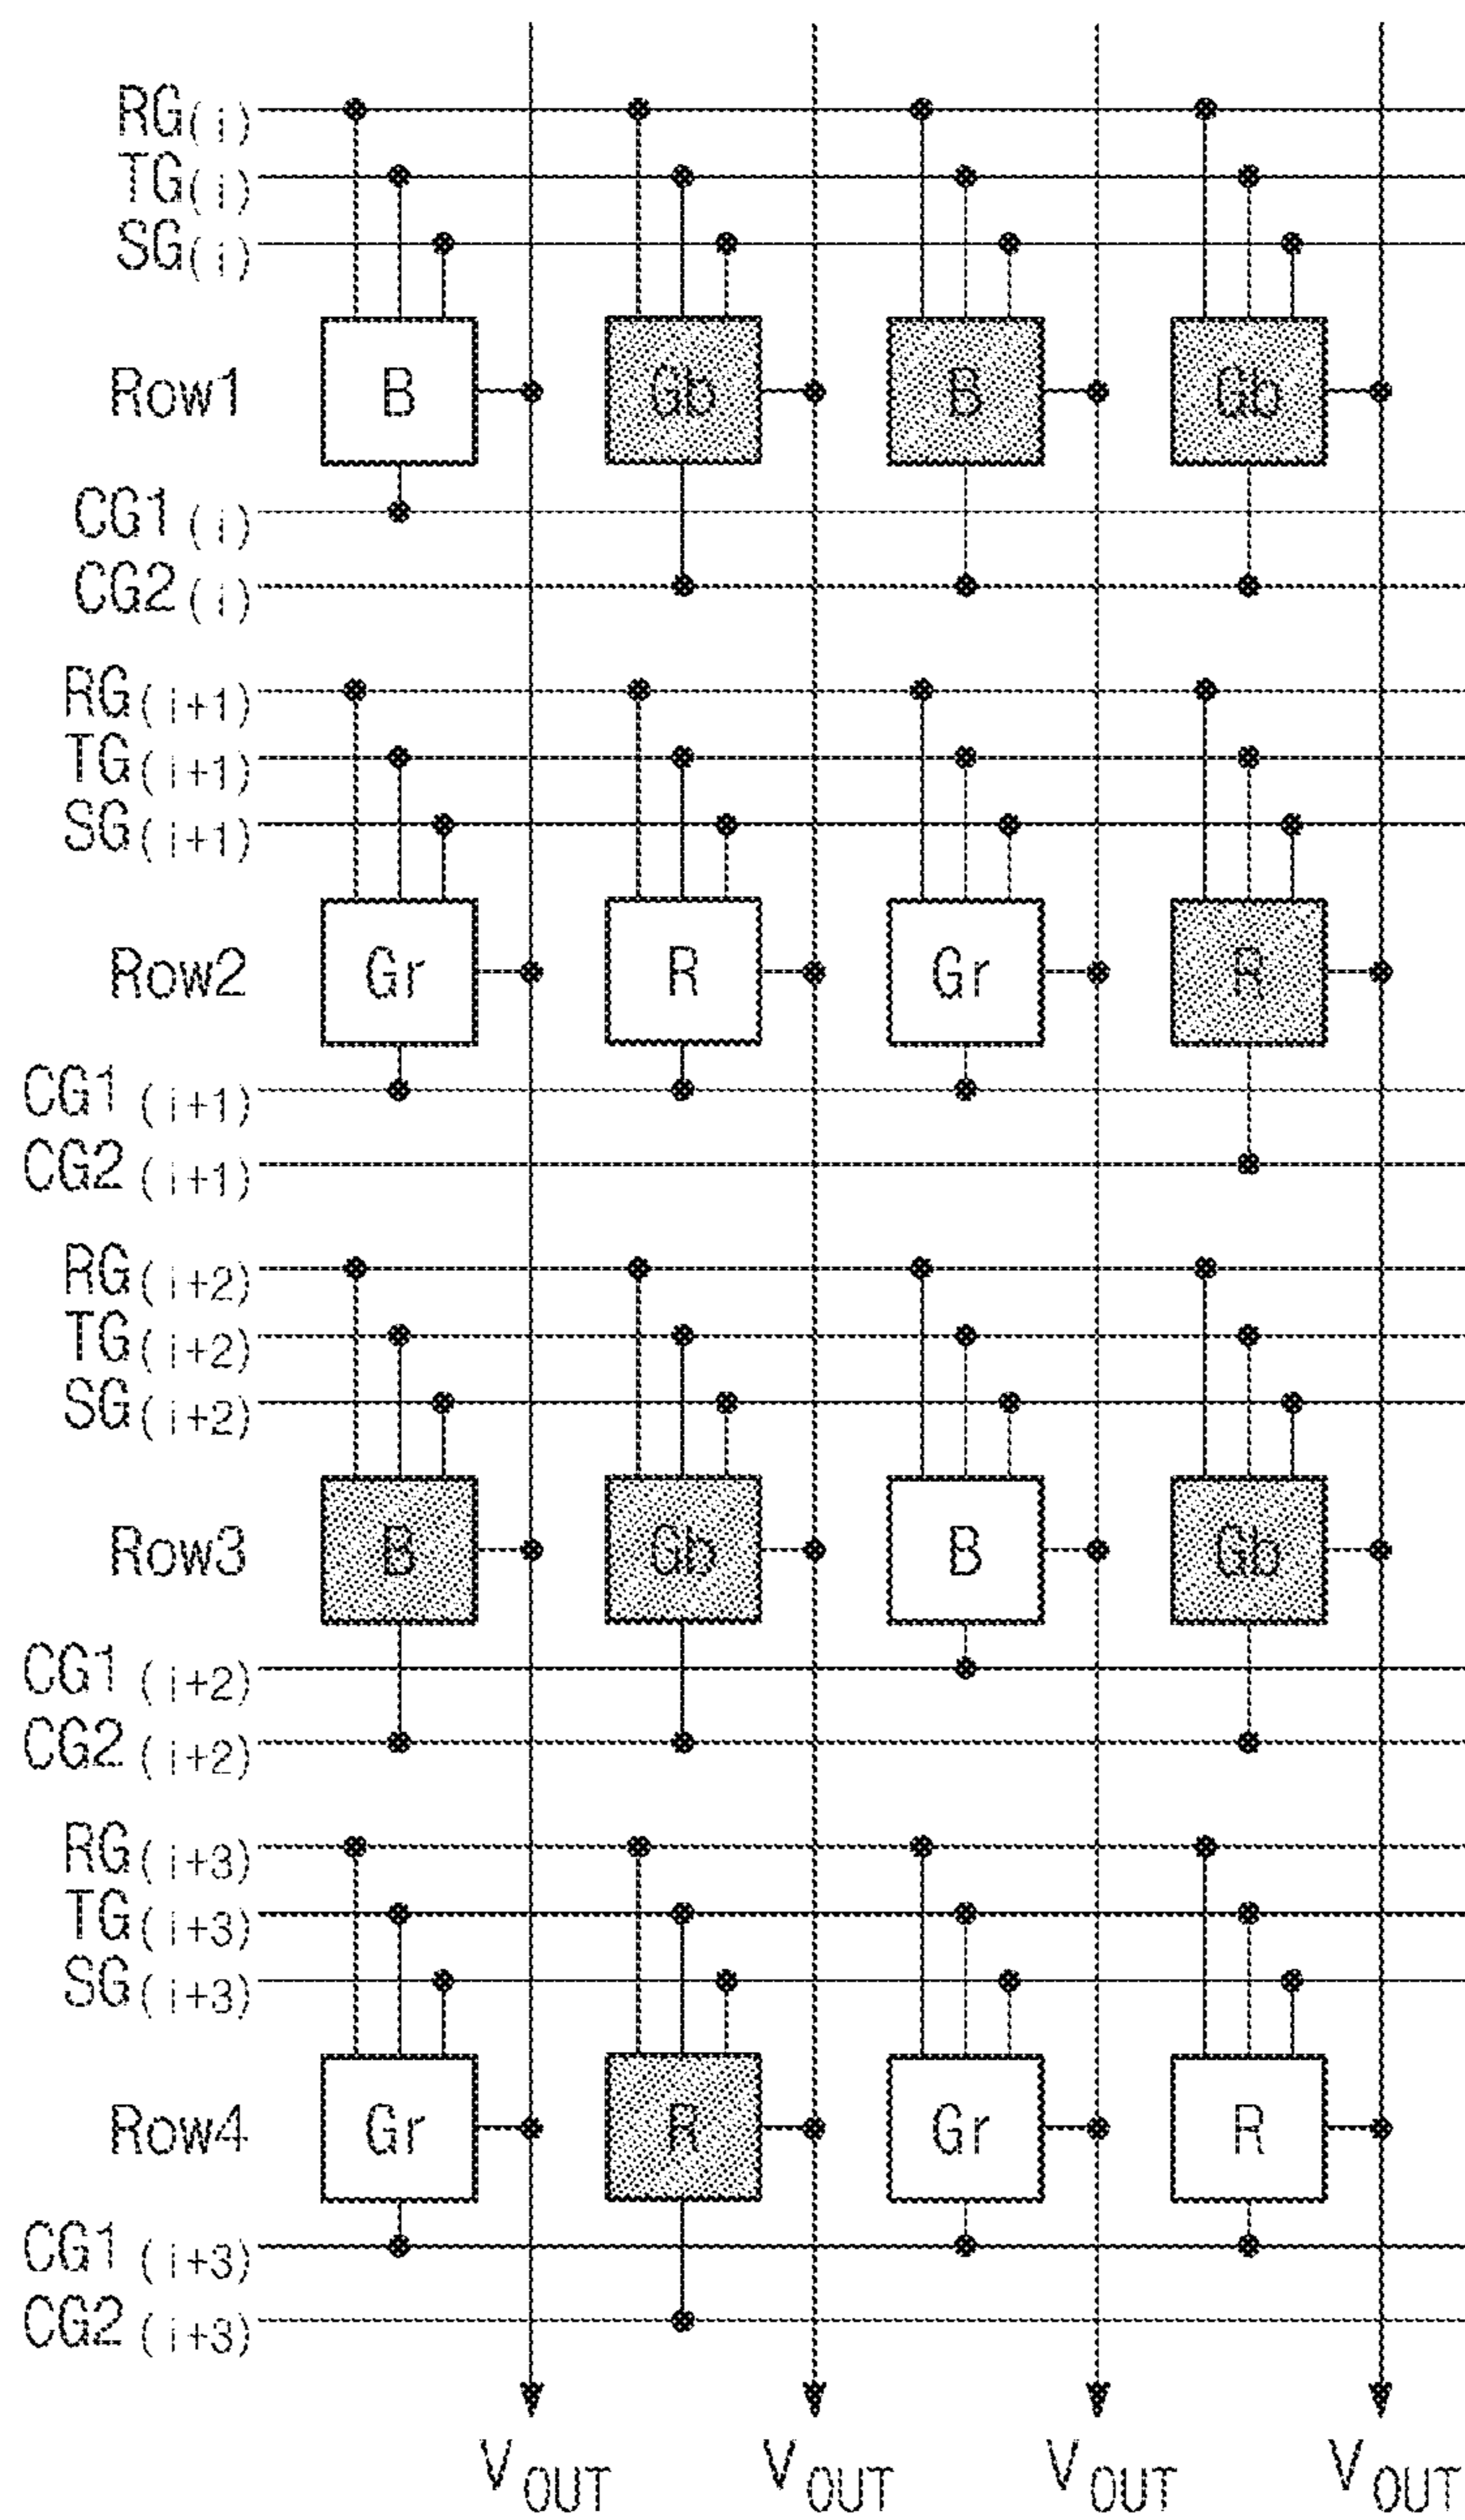 RG(i)
TG(i)
SG(i)
Row1 B Gb B Gb
CG1(i)
CG2(i)
RG(i+1)
TG(i+1)
SG(i+1)
Row2 Gr R Gr R
CG1(i+1)
CG2(i+1)
RG(i+2)
TG(i+2)
SG(i+2)
Row3 B Gb B Gb
CG1(i+2)
CG2(i+2)
RG(i+3)
TG(i+3)
SG(i+3)
Row4 Gr R Gr R
CG1(i+3)
CG2(i+3)
VOUT VOUT VOUT VOUT